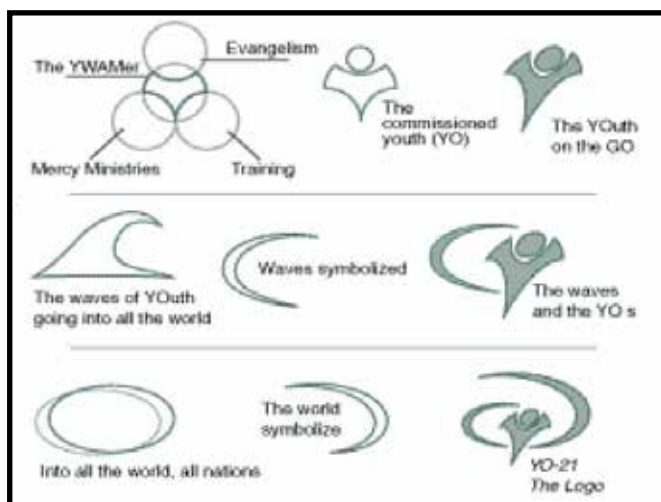 Evangelism
The YWAMer
Mercy Ministries
Training
The
commissioned
youth (YO)
The YOuth
on the GO
The waves of YOuth
going into all the world
Waves symbolized
The waves
and the YO s
Into all the world, all nations
The world
symbolize
YO-21
The Logo